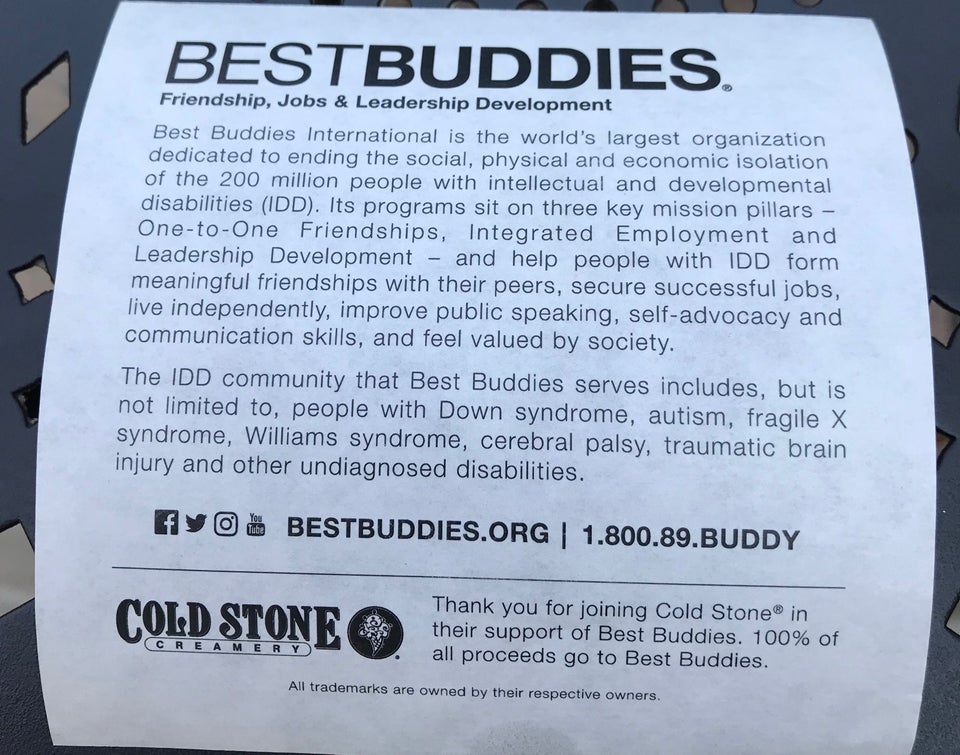 BESTBUDDIES®
Friendship, Jobs & Leadership Development
Best Buddies International is the world's largest organization
dedicated to ending the social, physical and economic isolation
of the 200 million people with intellectual and developmental
disabilities (IDD). Its programs sit on three key mission pillars –
One-to-One Friendships, Integrated Employment and
Leadership Development – and help people with IDD form
meaningful friendships with their peers, secure successful jobs,
live independently, improve public speaking, self-advocacy and
communication skills, and feel valued by society.
The IDD community that Best Buddies serves includes, but is
not limited to, people with Down syndrome, autism, fragile X
syndrome, Williams syndrome, cerebral palsy, traumatic brain
injury and other undiagnosed disabilities.
You Tube BESTBUDDIES.ORG | 1.800.89.BUDDY
COLD STONE
CREAMERY
Thank you for joining Cold Stone® in
their support of Best Buddies. 100% of
all proceeds go to Best Buddies.
All trademarks are owned by their respective owners.